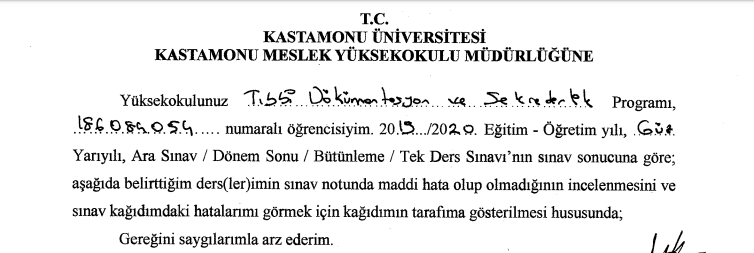 T.C.
KASTAMONU ÜNİVERSİTESİ
KASTAMONU MESLEK YÜKSEKOKULU MÜDÜRLÜĞÜNE
Yüksekokulunuz Tıbbi Dökümantasyon ve Sekreterlik Programı,
186084054 ..... numaralı öğrencisiyim. 2019.../2020. Eğitim - Öğretim yılı, .Güz
Yarıyılı, Ara Sınav / Dönem Sonu / Bütünleme / Tek Ders Sınavı’nın sınav sonucuna göre;
aşağıda belirttiğim ders(ler)imin sınav notunda maddi hata olup olmadığının incelenmesini ve
sınav kağıdımdaki hatalarımı görmek için kağıdımın tarafıma gösterilmesi hususunda;
Gereğini saygılarımla arz ederim.